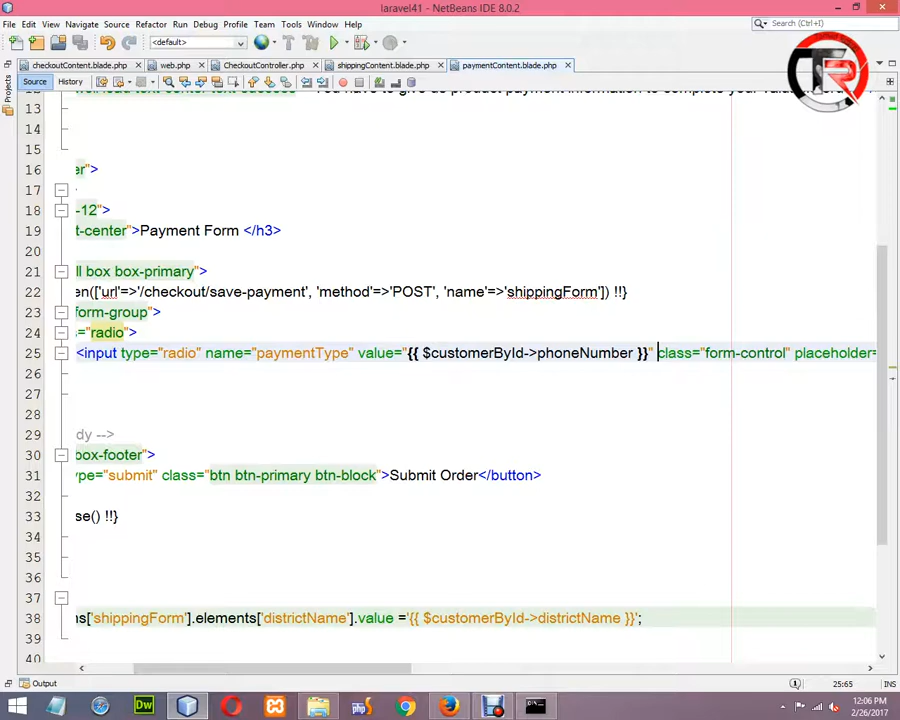 laravel41 - NetBeans IDE 8.0.2
File Edit View Navigate Source Refactor Run Debug Profile Team Tools Window Help
<default>
Search (Ctrl+I)
checkoutContent.blade.php web.php CheckoutController.php shippingContent.blade.php paymentContent.blade.php
Source History
Projects
13
14
15
16 er">
17
18 -12">
19 t-center">Payment Form </h3>
20
21 ll box box-primary">
22 en(['url'=>'/checkout/save-payment', 'method'=>'POST', 'name'=>'shippingForm']) !!}
23 form-group">
24 s="radio">
25 <input type="radio" name="paymentType" value="{{ $customerById->phoneNumber }}" class="form-control" placeholder=
26
28
29 dy -->
30 box-footer">
31 ype="submit" class="btn btn-primary btn-block">Submit Order</button>
32
33 se() !!}
34
35
36
37
38 ns['shippingForm'].elements['districtName'].value ='{{ $customerById->districtName }}';
39
40
Output
25:65
INS
Dw
php
12:06 PM
2/26/2017